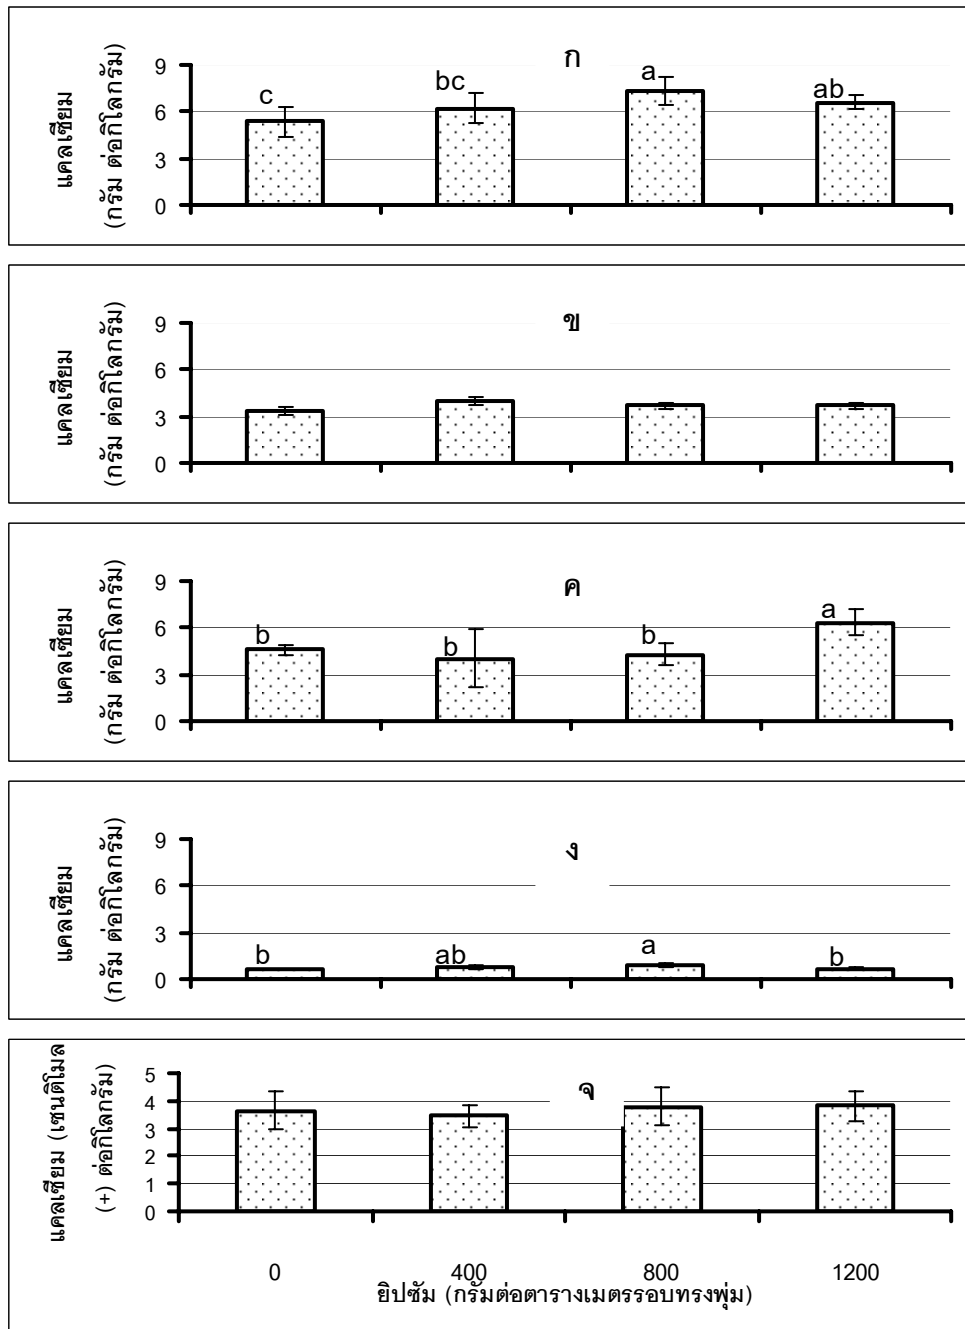 แคลเซียม
(กรัม ต่อกิโลกรัม)
9
6
3
0
ก
c
bc
a
ab
แคลเซียม
(กรัม ต่อกิโลกรัม)
9
6
3
0
ข
แคลเซียม
(กรัม ต่อกิโลกรัม)
9
6
3
0
ค
b
b
b
a
แคลเซียม
(กรัม ต่อกิโลกรัม)
9
6
3
0
ง
b
ab
a
b
แคลเซียม (เซนติโมล
(+) ต่อกิโลกรัม)
5
4
3
2
1
0
จ
0 400 800 1200
ยิปซัม (กรัมต่อตารางเมตรรอบทรงพุ่ม)